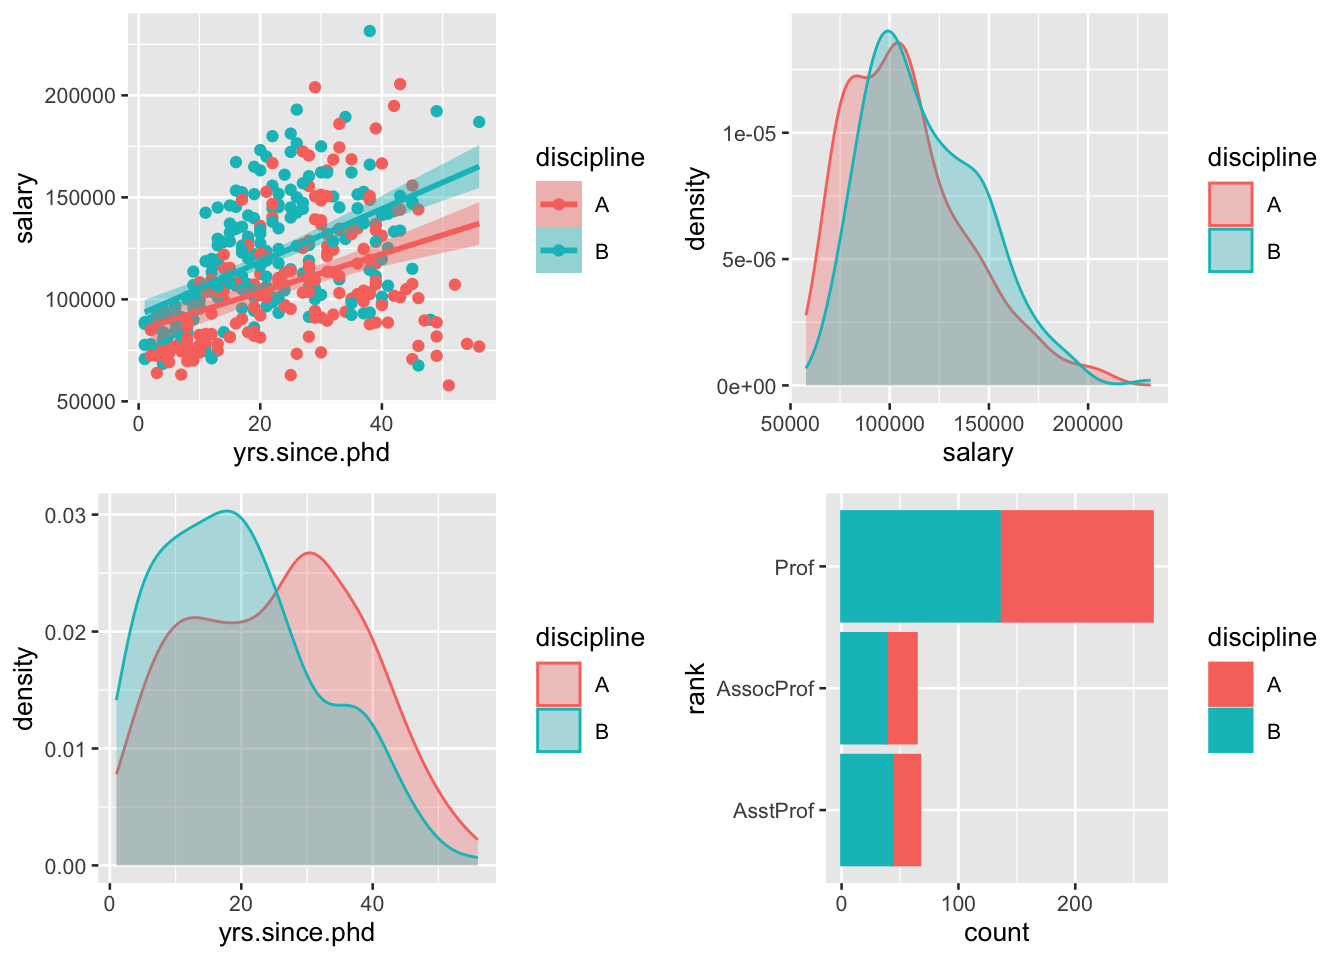 salary
200000
150000
100000
50000
0
20
40
yrs.since.phd
discipline
A
B
density
1e-05
5e-06
0e+00
50000
100000
150000
200000
salary
discipline
A
B
density
0.03
0.02
0.01
0.00
0
20
40
yrs.since.phd
discipline
A
B
rank
Prof
AssocProf
AsstProf
0
100
200
count
discipline
A
B